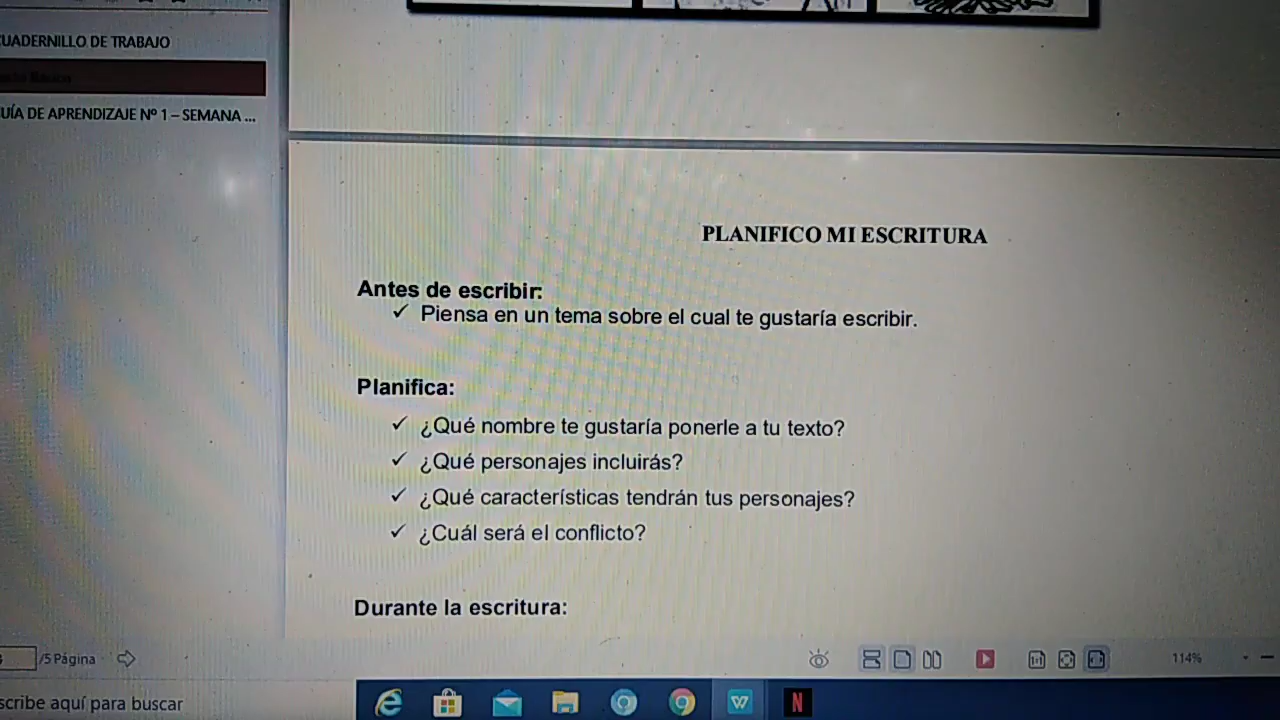 CUADERNILLO DE TRABAJO
UÍA DE APRENDIZAJE Nº 1 – SEMANA ...
PLANIFICO MI ESCRITURA
Antes de escribir:
✓ Piensa en un tema sobre el cual te gustaría escribir.
Planifica:
✓ ¿Qué nombre te gustaría ponerle a tu texto?
✓ ¿Qué personajes incluirás?
✓ ¿Qué características tendrán tus personajes?
✓ ¿Cuál será el conflicto?
Durante la escritura:
/5 Página
114%
scribe aquí para buscar